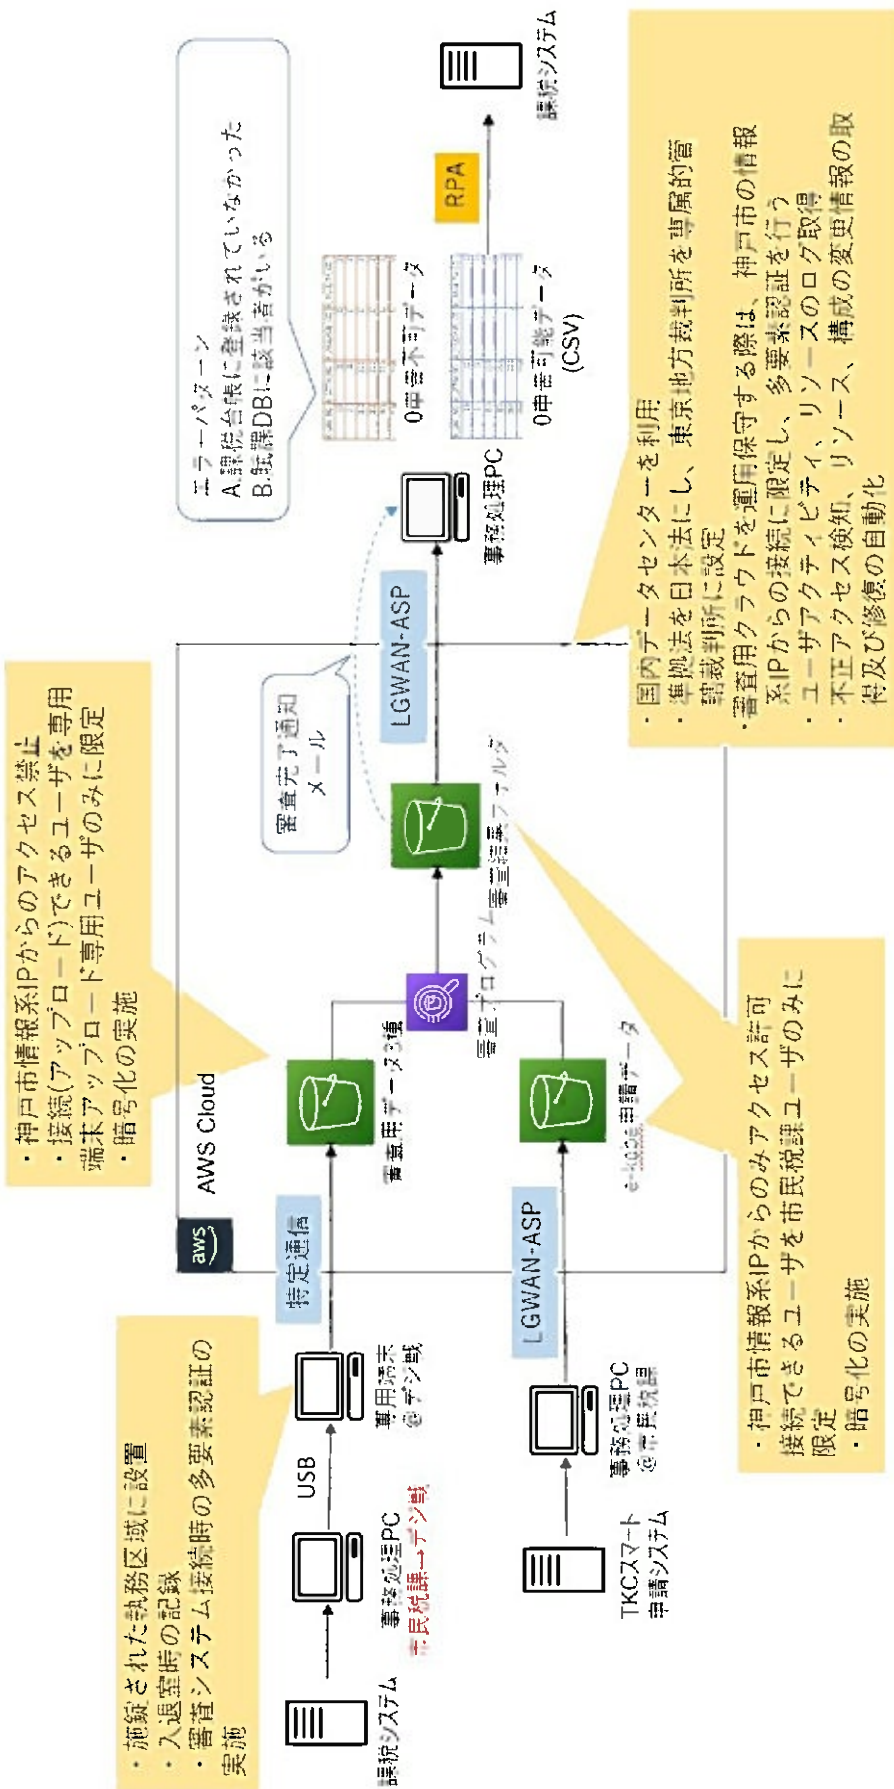 ・施錠された執務区域に設置
・入退室時の記録
・審査システム接続時の多要素認証の
実施
・神戸市情報系IPからのアクセス禁止
・接続(アップロード)できるユーザを専用
端末アップロード専用ユーザのみに限定
・暗号化の実施
エラーパターン
A.課税台帳に登録されていなかった
B.賦課DBに該当者がいる
aws
AWS Cloud
審査完了通知
メール
課税システム
事務処理PC
市民税課→デジ戦
USB
専用端末
@デジ戦
特定通信
審査用データ3種
審査プログラム
審査結果フォルダ
LGWAN-ASP
事務処理PC
0申告不可データ
0申告可能データ
(CSV)
RPA
課税システム
TKCスマート
申請システム
事務処理PC
@市民税課
LGWAN-ASP
e-kobe申請データ
・神戸市情報系IPからのみアクセス許可
接続できるユーザを市民税課ユーザのみに
限定
・暗号化の実施
・国内データセンターを利用
・準拠法を日本法にし、東京地方裁判所を専属的管
轄裁判所に設定
・審査用クラウドを運用保守する際は、神戸市の情報
系IPからの接続に限定し、多要素認証を行う
・ユーザアクティビティ、リソースのログ取得
・不正アクセス検知、リソース、構成の変更情報の取
得及び修復の自動化